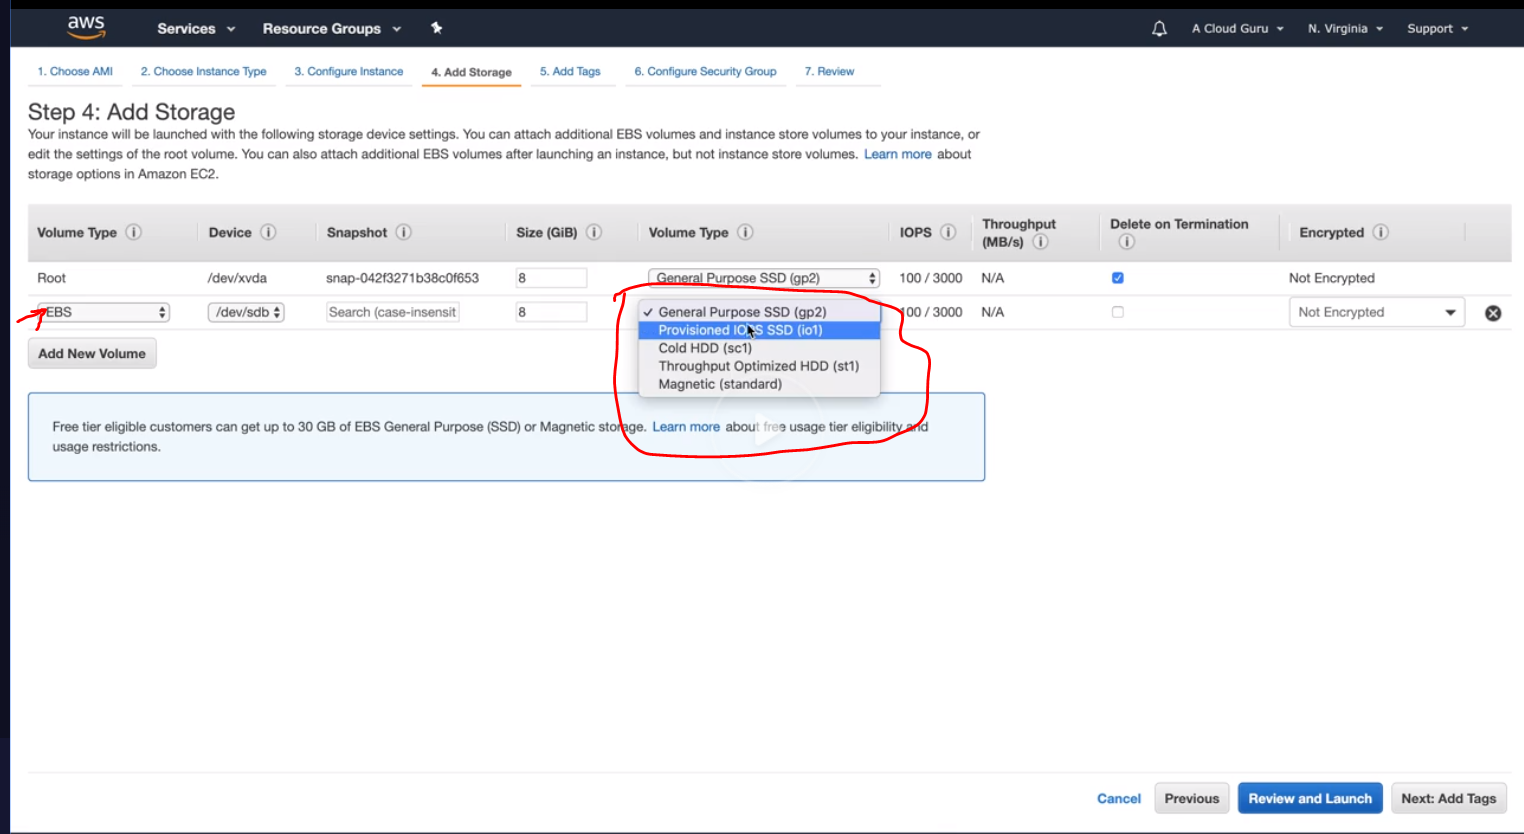 aws Services Resource Groups A Cloud Guru N. Virginia Support
1. Choose AMI 2. Choose Instance Type 3. Configure Instance 4. Add Storage 5. Add Tags 6. Configure Security Group 7. Review
Step 4: Add Storage
Your instance will be launched with the following storage device settings. You can attach additional EBS volumes and instance store volumes to your instance, or
edit the settings of the root volume. You can also attach additional EBS volumes after launching an instance, but not instance store volumes. Learn more about
storage options in Amazon EC2.
Volume Type i Device i Snapshot i Size (GiB) i Volume Type i IOPS i Throughput (MB/s) i Delete on Termination i Encrypted i
Root /dev/xvda snap-042f3271b38c0f653 8 General Purpose SSD (gp2) 100 / 3000 N/A Not Encrypted
EBS /dev/sdb Search (case-insensit 8 General Purpose SSD (gp2) 100 / 3000 N/A Not Encrypted
Provisioned IOPS SSD (io1)
Cold HDD (sc1)
Throughput Optimized HDD (st1)
Magnetic (standard)
Add New Volume
Free tier eligible customers can get up to 30 GB of EBS General Purpose (SSD) or Magnetic storage. Learn more about free usage tier eligibility and
usage restrictions.
Cancel Previous Review and Launch Next: Add Tags